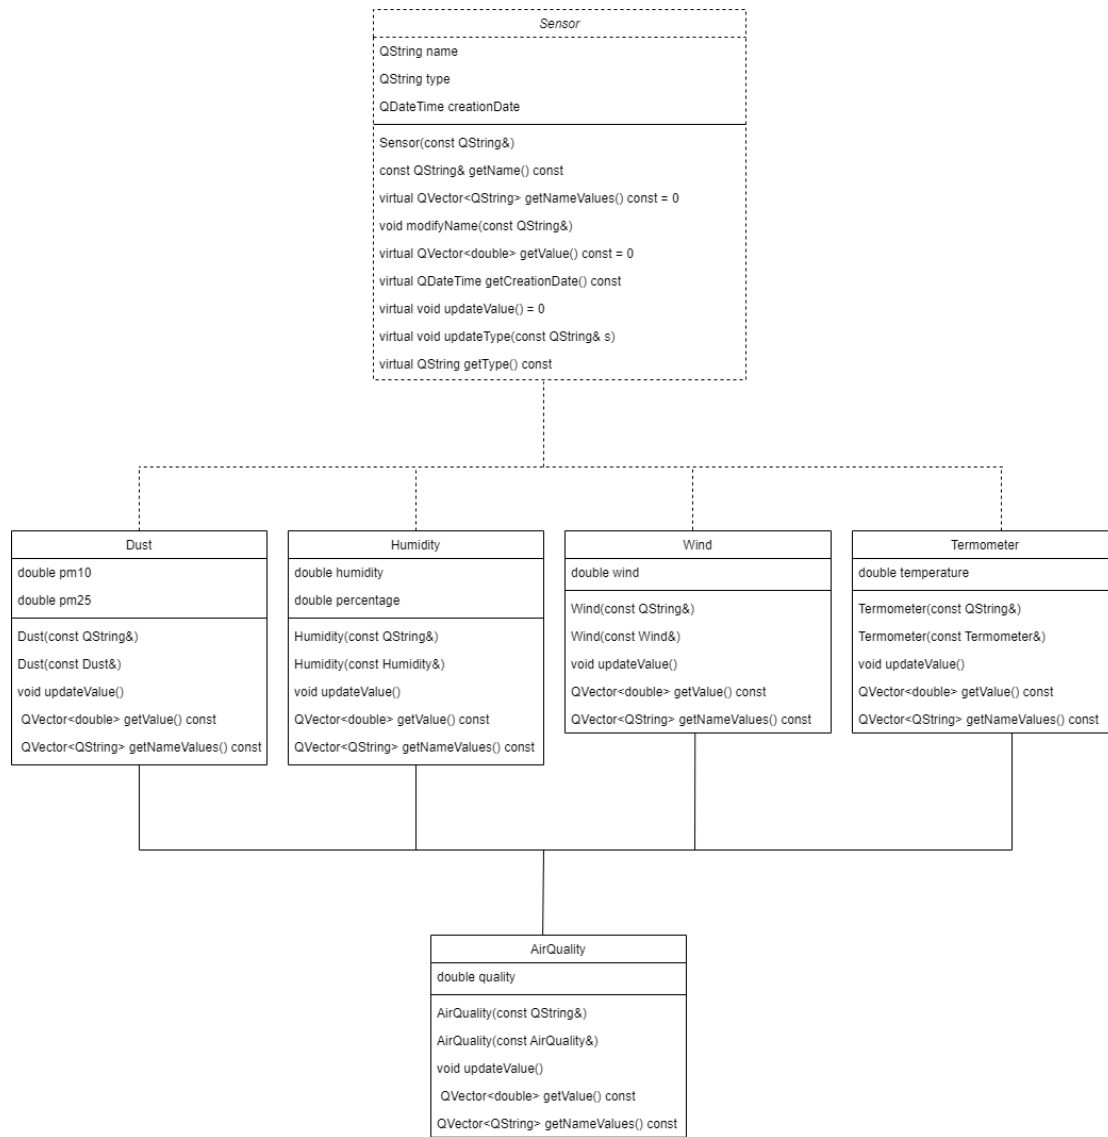 Sensor
QString name
QString type
QDateTime creationDate
Sensor(const QString&)
const QString& getName() const
virtual QVector<QString> getNameValues() const = 0
void modifyName(const QString&)
virtual QVector<double> getValue() const = 0
virtual QDateTime getCreationDate() const
virtual void updateValue() = 0
virtual void updateType(const QString& s)
virtual QString getType() const
Dust
double pm10
double pm25
Dust(const QString&)
Dust(const Dust&)
void updateValue()
QVector<double> getValue() const
QVector<QString> getNameValues() const
Humidity
double humidity
double percentage
Humidity(const QString&)
Humidity(const Humidity&)
void updateValue()
QVector<double> getValue() const
QVector<QString> getNameValues() const
Wind
double wind
Wind(const QString&)
Wind(const Wind&)
void updateValue()
QVector<double> getValue() const
QVector<QString> getNameValues() const
Termometer
double temperature
Termometer(const QString&)
Termometer(const Termometer&)
void updateValue()
QVector<double> getValue() const
QVector<QString> getNameValues() const
AirQuality
double quality
AirQuality(const QString&)
AirQuality(const AirQuality&)
void updateValue()
QVector<double> getValue() const
QVector<QString> getNameValues() const